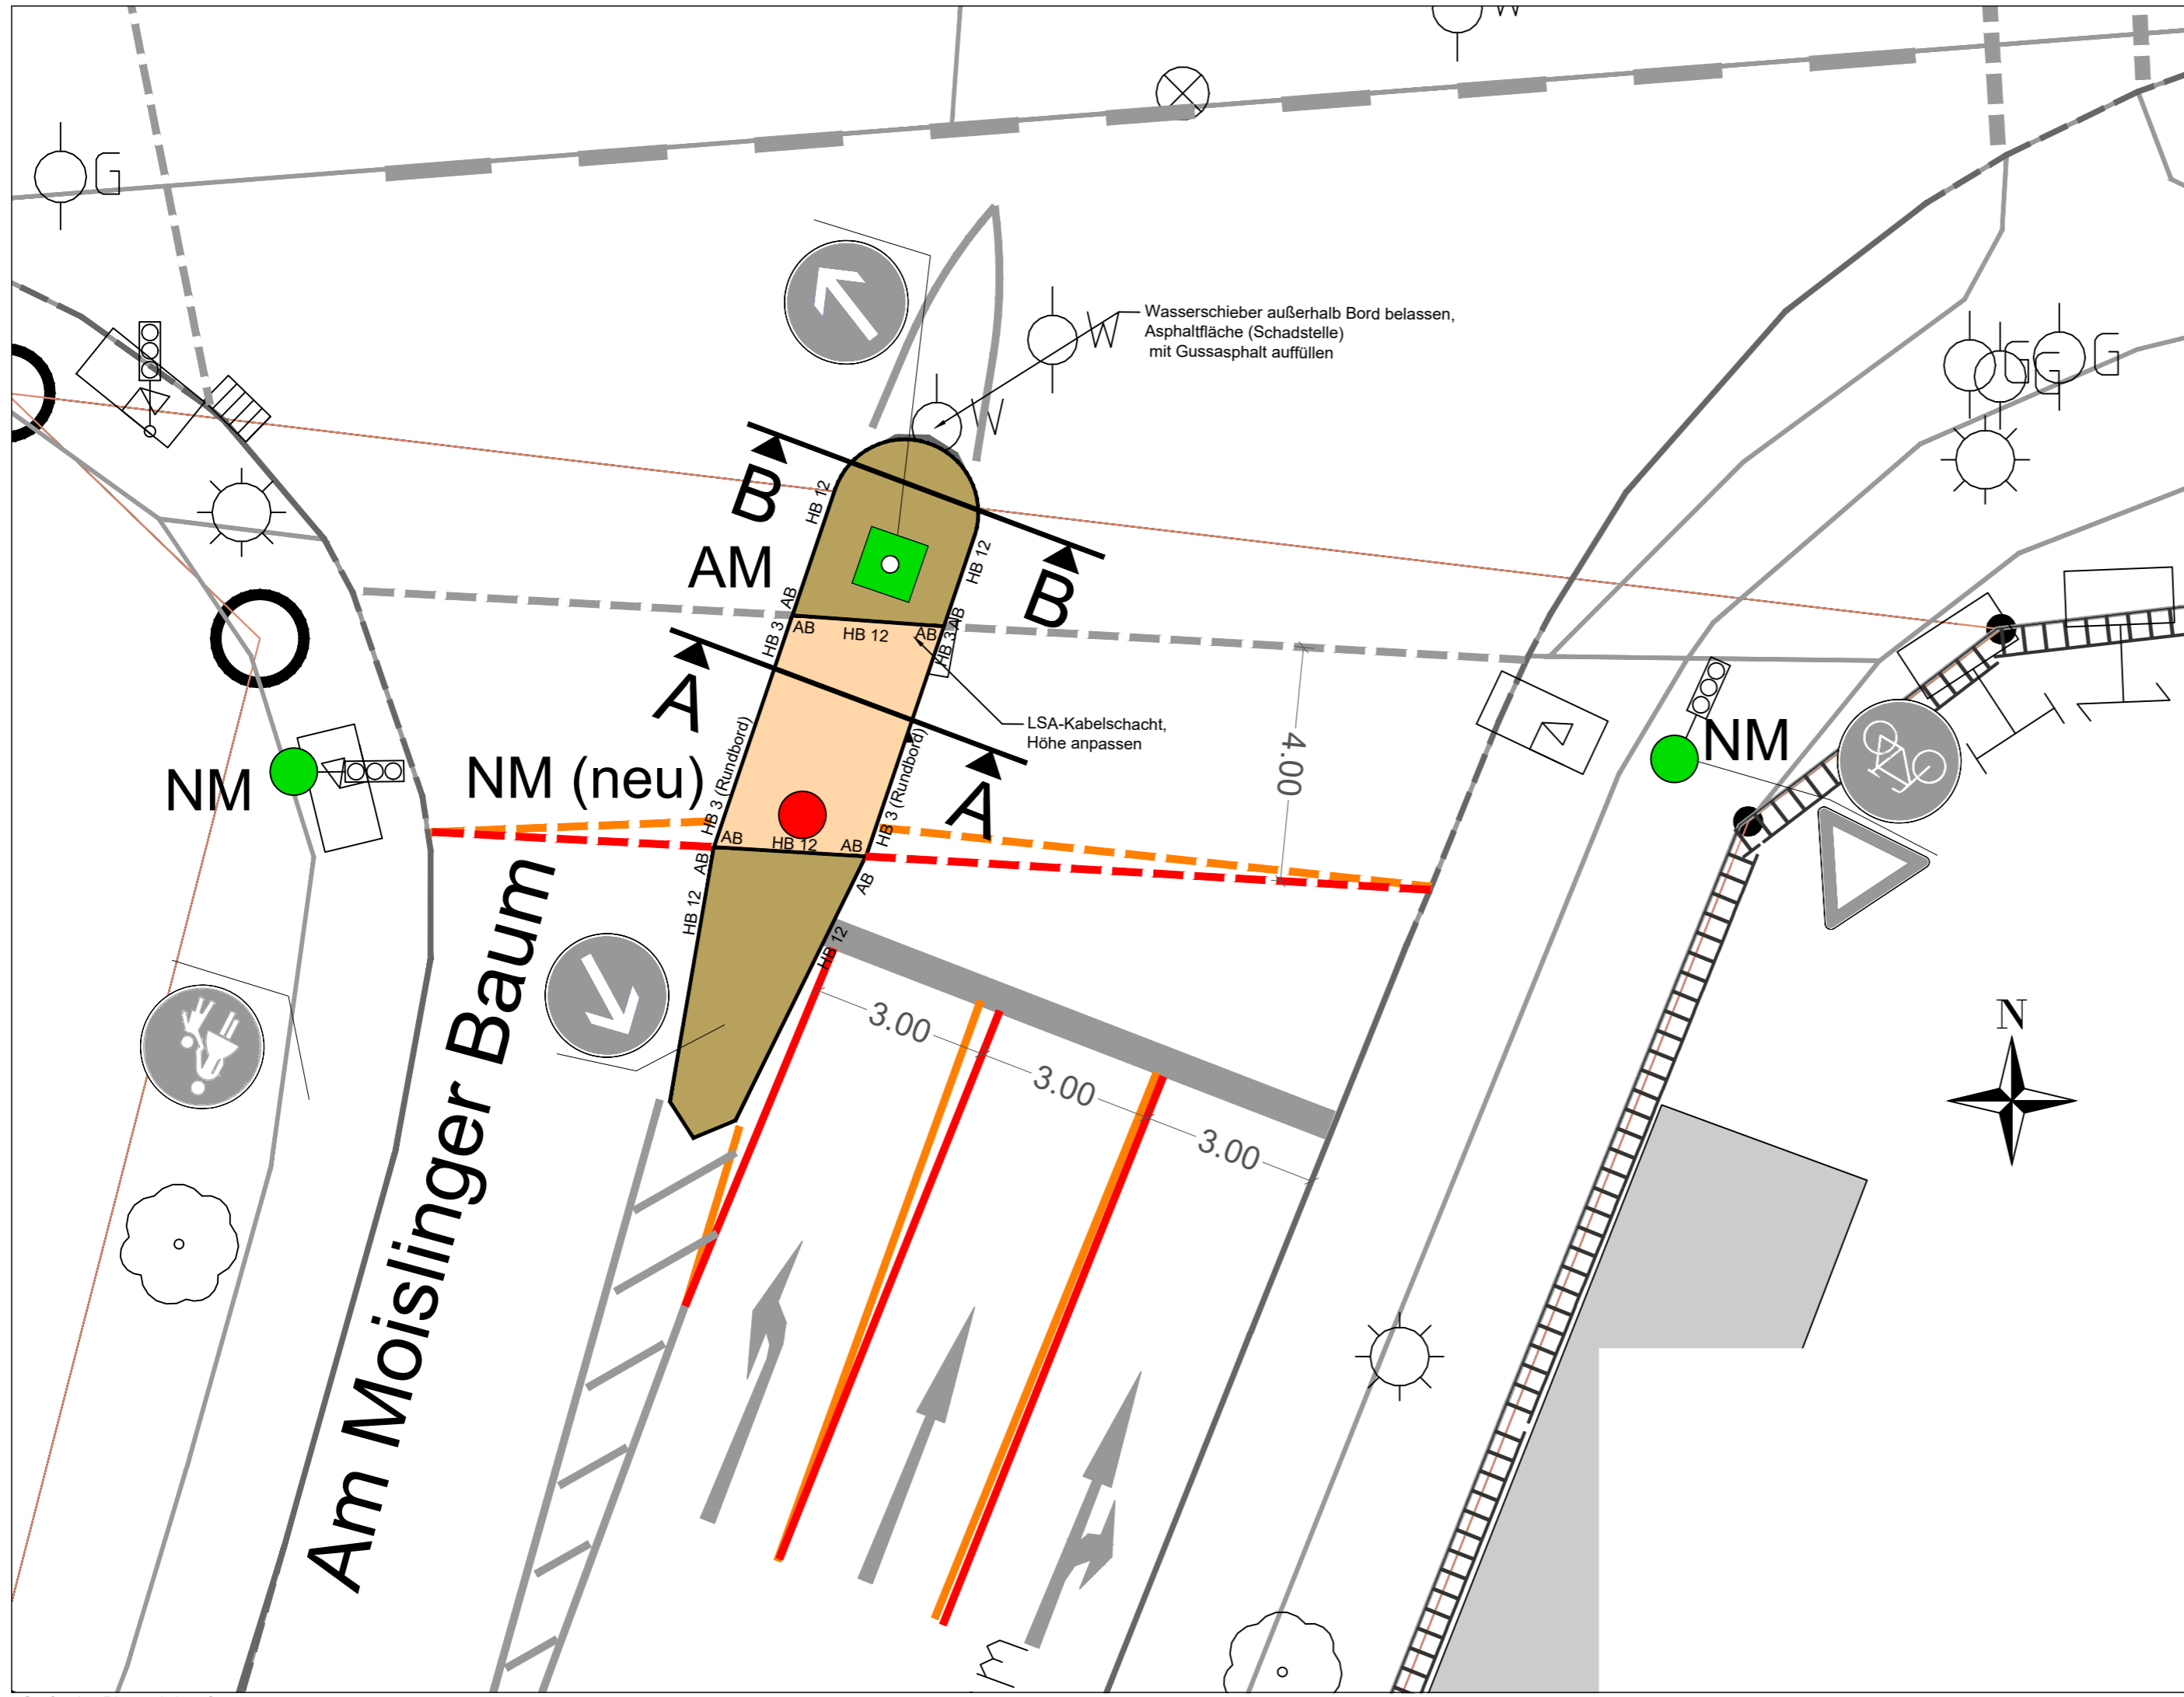 W
G
W
Wasserschieber außerhalb Bord belassen,
Asphaltfläche (Schadstelle)
mit Gussasphalt auffüllen
G
G
G
W
B
HB 12
HB 12
AM
B
AB
AB
HB 3
AB
HB 12
AB
HB 3
A
LSA-Kabelschacht,
Höhe anpassen
4.00
NM
NM
NM (neu)
HB 3 (Rundbord)
HB 3 (Rundbord)
A
AB
HB 12
AB
AB
AB
HB 12
HB 12
Am Moislinger Baum
3.00
3.00
3.00
N